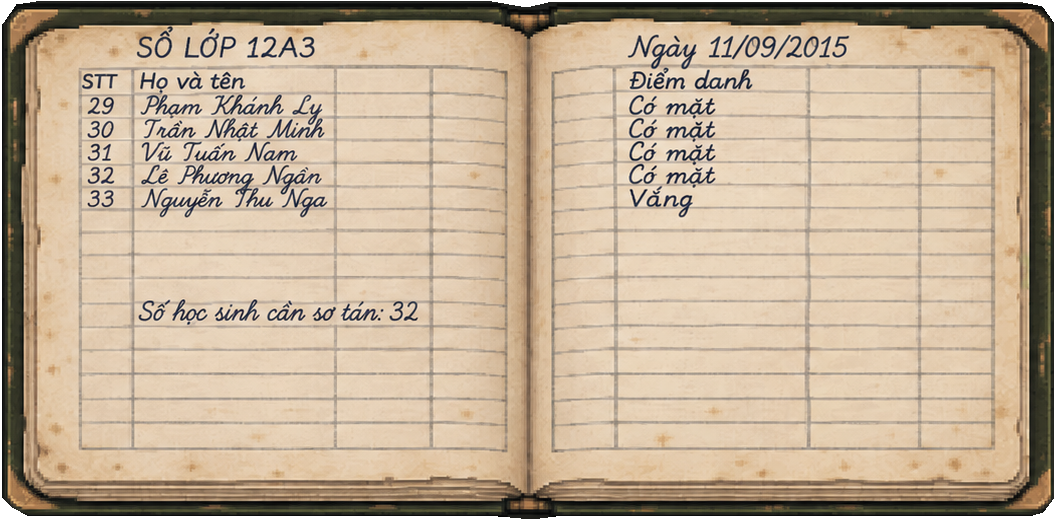 SỔ LỚP 12A3
STT Họ và tên
29 Phạm Khánh Ly
30 Trần Nhật Minh
31 Vũ Tuấn Nam
32 Lê Phương Ngần
33 Nguyễn Thu Nga
Số học sinh cần sơ tán: 32
Ngày 11/09/2015
Điểm danh
Có mặt
Có mặt
Có mặt
Có mặt
Vắng